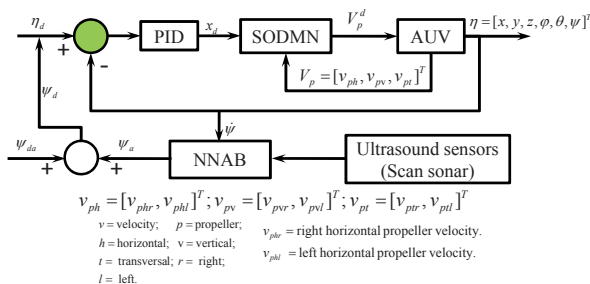 η_d
+
-
PID
x_d
SODMN
V_p^d
AUV
η = [x, y, z, φ, θ, ψ]^T
V_p = [v_ph, v_pv, v_pt]^T
ψ_d
ψ_da
+
ψ_a
+
ψ̇
NNAB
Ultrasound sensors
(Scan sonar)
v_ph = [v_phr, v_phl]^T; v_pv = [v_pvr, v_pvl]^T; v_pt = [v_ptr, v_ptl]^T
v = velocity; p = propeller;
h = horizontal; v = vertical;
t = transversal; r = right;
l = left.
v_phr = right horizontal propeller velocity.
v_phl = left horizontal propeller velocity.